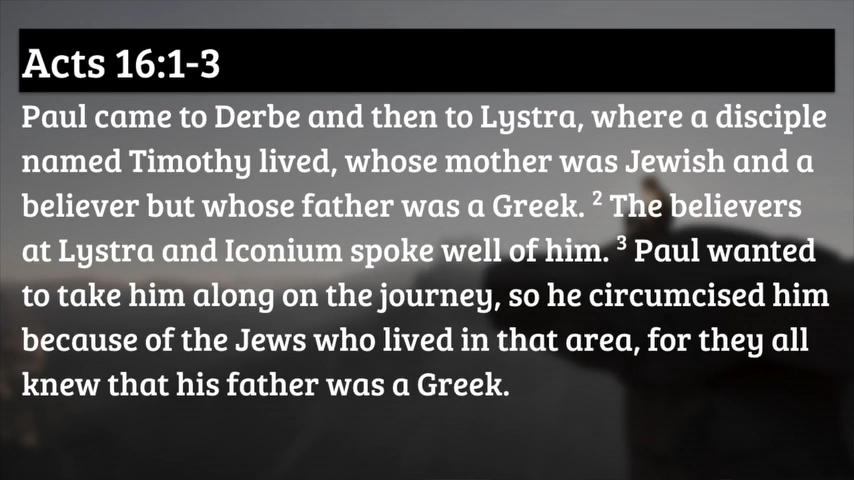 Acts 16:1-3
Paul came to Derbe and then to Lystra, where a disciple
named Timothy lived, whose mother was Jewish and a
believer but whose father was a Greek. ² The believers
at Lystra and Iconium spoke well of him. ³ Paul wanted
to take him along on the journey, so he circumcised him
because of the Jews who lived in that area, for they all
knew that his father was a Greek.